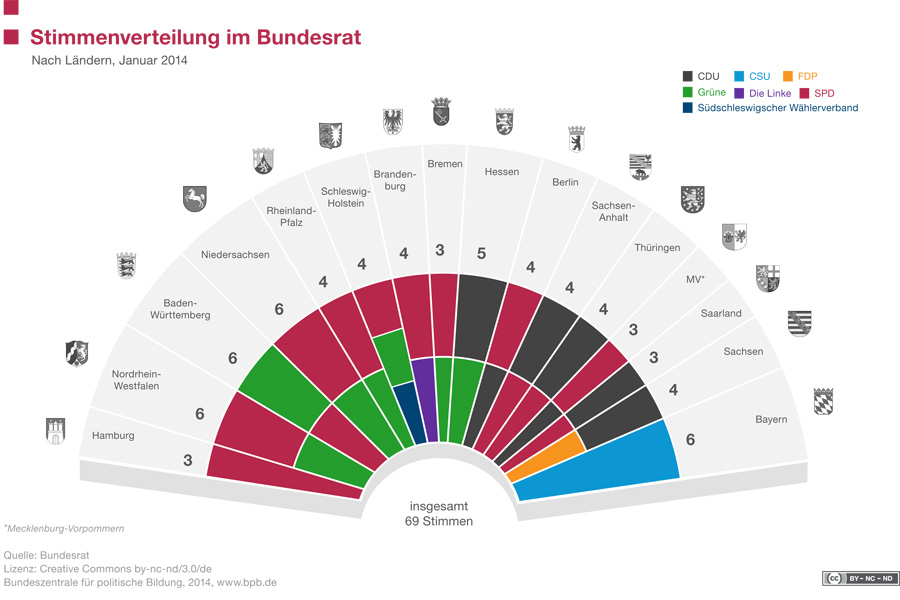 Stimmenverteilung im Bundesrat
Nach Ländern, Januar 2014
CDU
CSU
FDP
Grüne
Die Linke
SPD
Südschleswigscher Wählerverband
Hamburg
3
Nordrhein-
Westfalen
6
Baden-
Württemberg
6
Niedersachsen
6
Rheinland-
Pfalz
4
Schleswig-
Holstein
4
Branden-
burg
4
Bremen
3
Hessen
5
Berlin
4
Sachsen-
Anhalt
4
Thüringen
4
MV*
3
Saarland
3
Sachsen
4
Bayern
6
insgesamt
69 Stimmen
*Mecklenburg-Vorpommern
Quelle: Bundesrat
Lizenz: Creative Commons by-nc-nd/3.0/de
Bundeszentrale für politische Bildung, 2014, www.bpb.de
cc BY - NC - ND